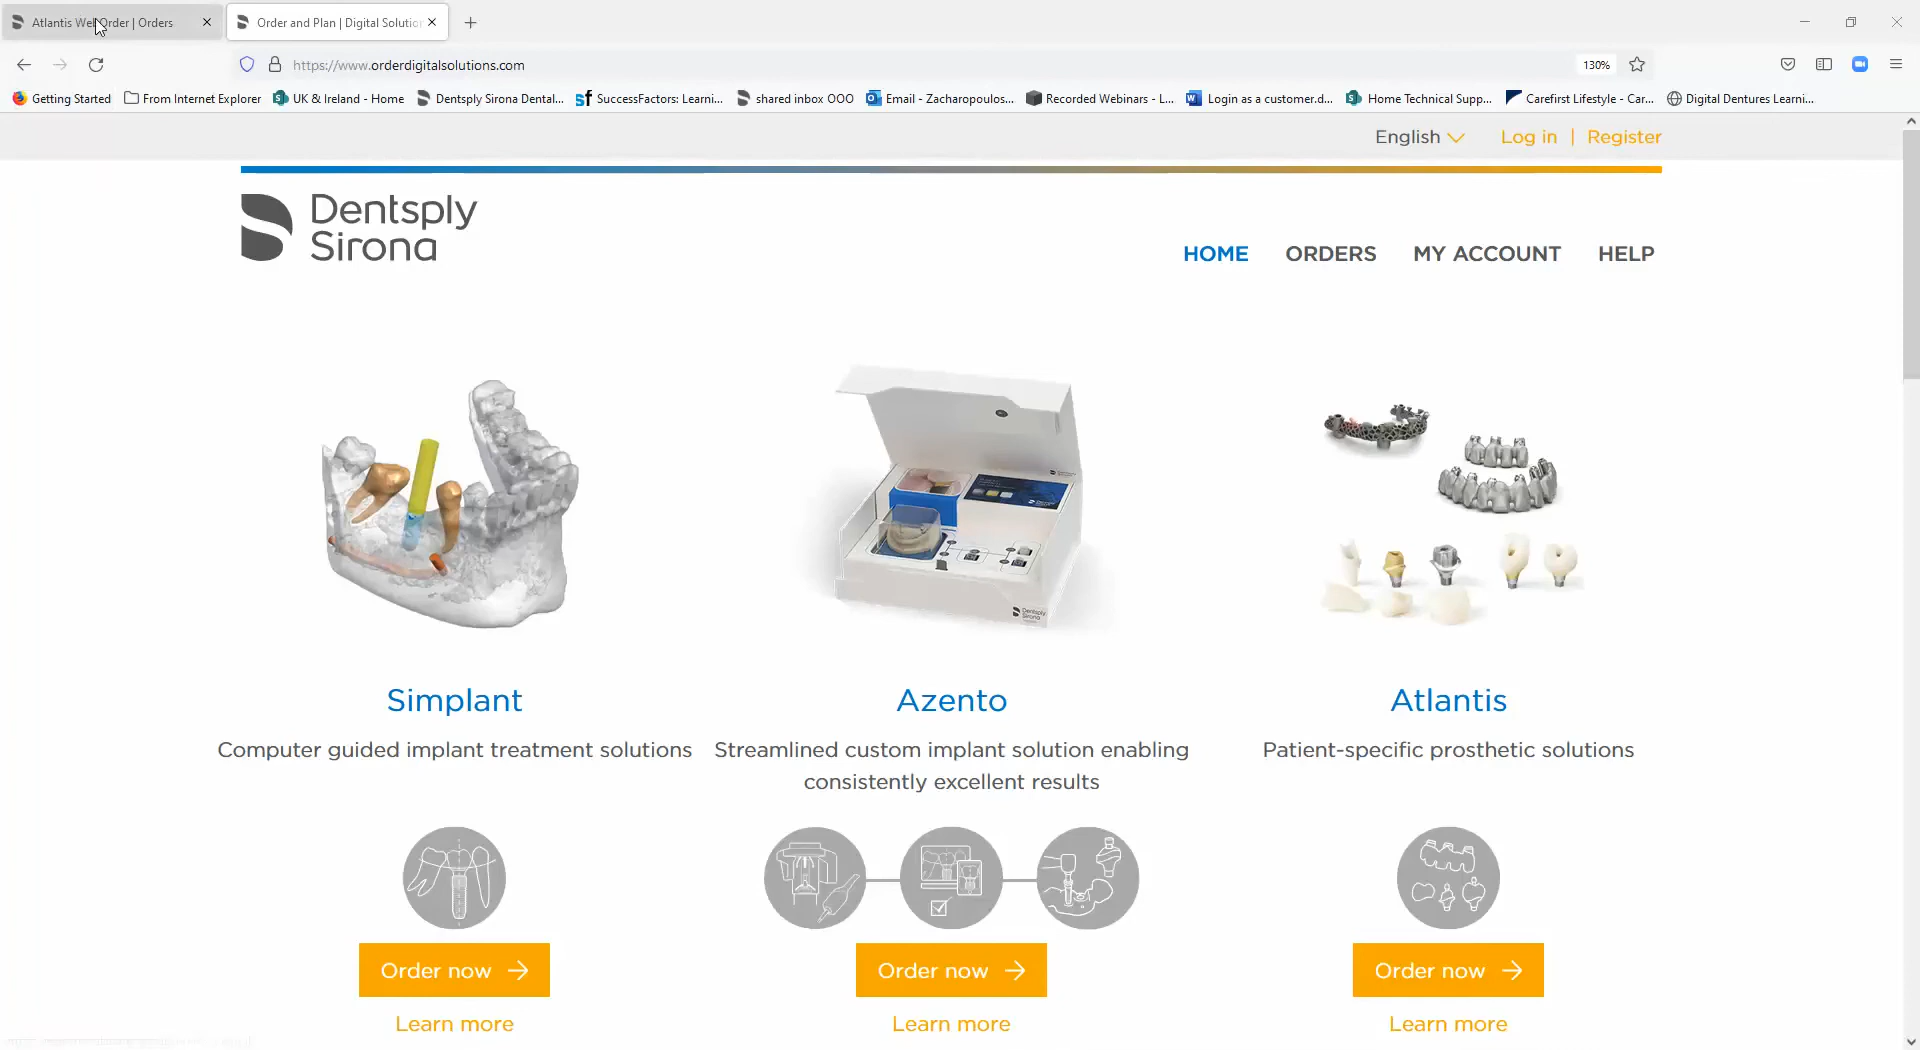 Atlantis WebOrder | Orders
Order and Plan | Digital Solutio
https://www.orderdigitalsolutions.com
130%
Getting Started
From Internet Explorer
UK & Ireland - Home
Dentsply Sirona Dental...
SuccessFactors: Learni...
shared inbox OOO
Email - Zacharopoulos...
Recorded Webinars - L...
Login as a customer.d...
Home Technical Supp...
Carefirst Lifestyle - Car...
Digital Dentures Learni...
English
Log in | Register
Dentsply
Sirona
HOME
ORDERS
MY ACCOUNT
HELP
Dentsply
Sirona
Simplant
Azento
Atlantis
Computer guided implant treatment solutions
Streamlined custom implant solution enabling
consistently excellent results
Patient-specific prosthetic solutions
Order now
Order now
Order now
Learn more
Learn more
Learn more